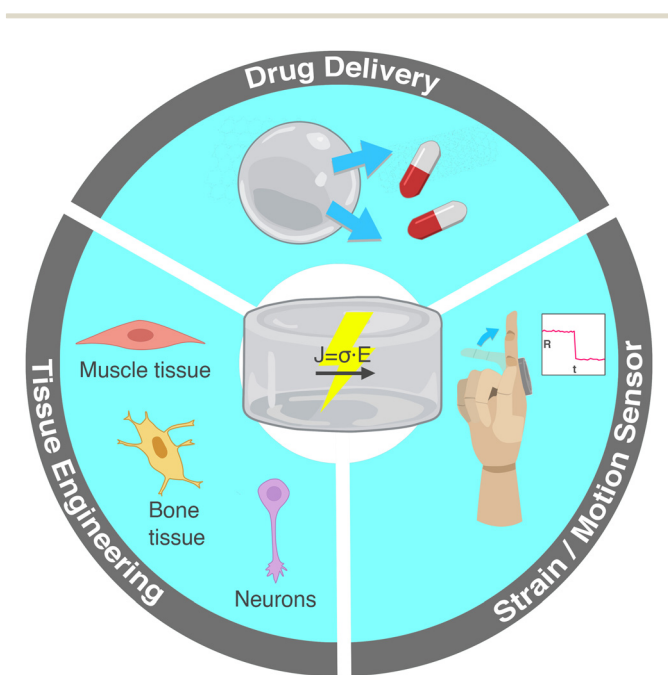 Drug Delivery
J=σ·E
R
t
Muscle tissue
Bone
tissue
Neurons
Tissue Engineering
Strain / Motion Sensor